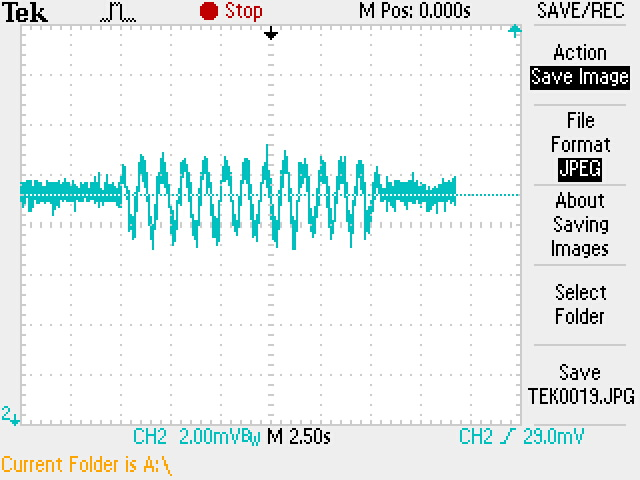 Tek Stop M Pos: 0.000s SAVE/REC
Action
Save Image
File
Format
JPEG
About
Saving
Images
Select
Folder
Save
TEK0019.JPG
2
CH2 2.00mVBw M 2.50s CH2 29.0mV
Current Folder is A:\